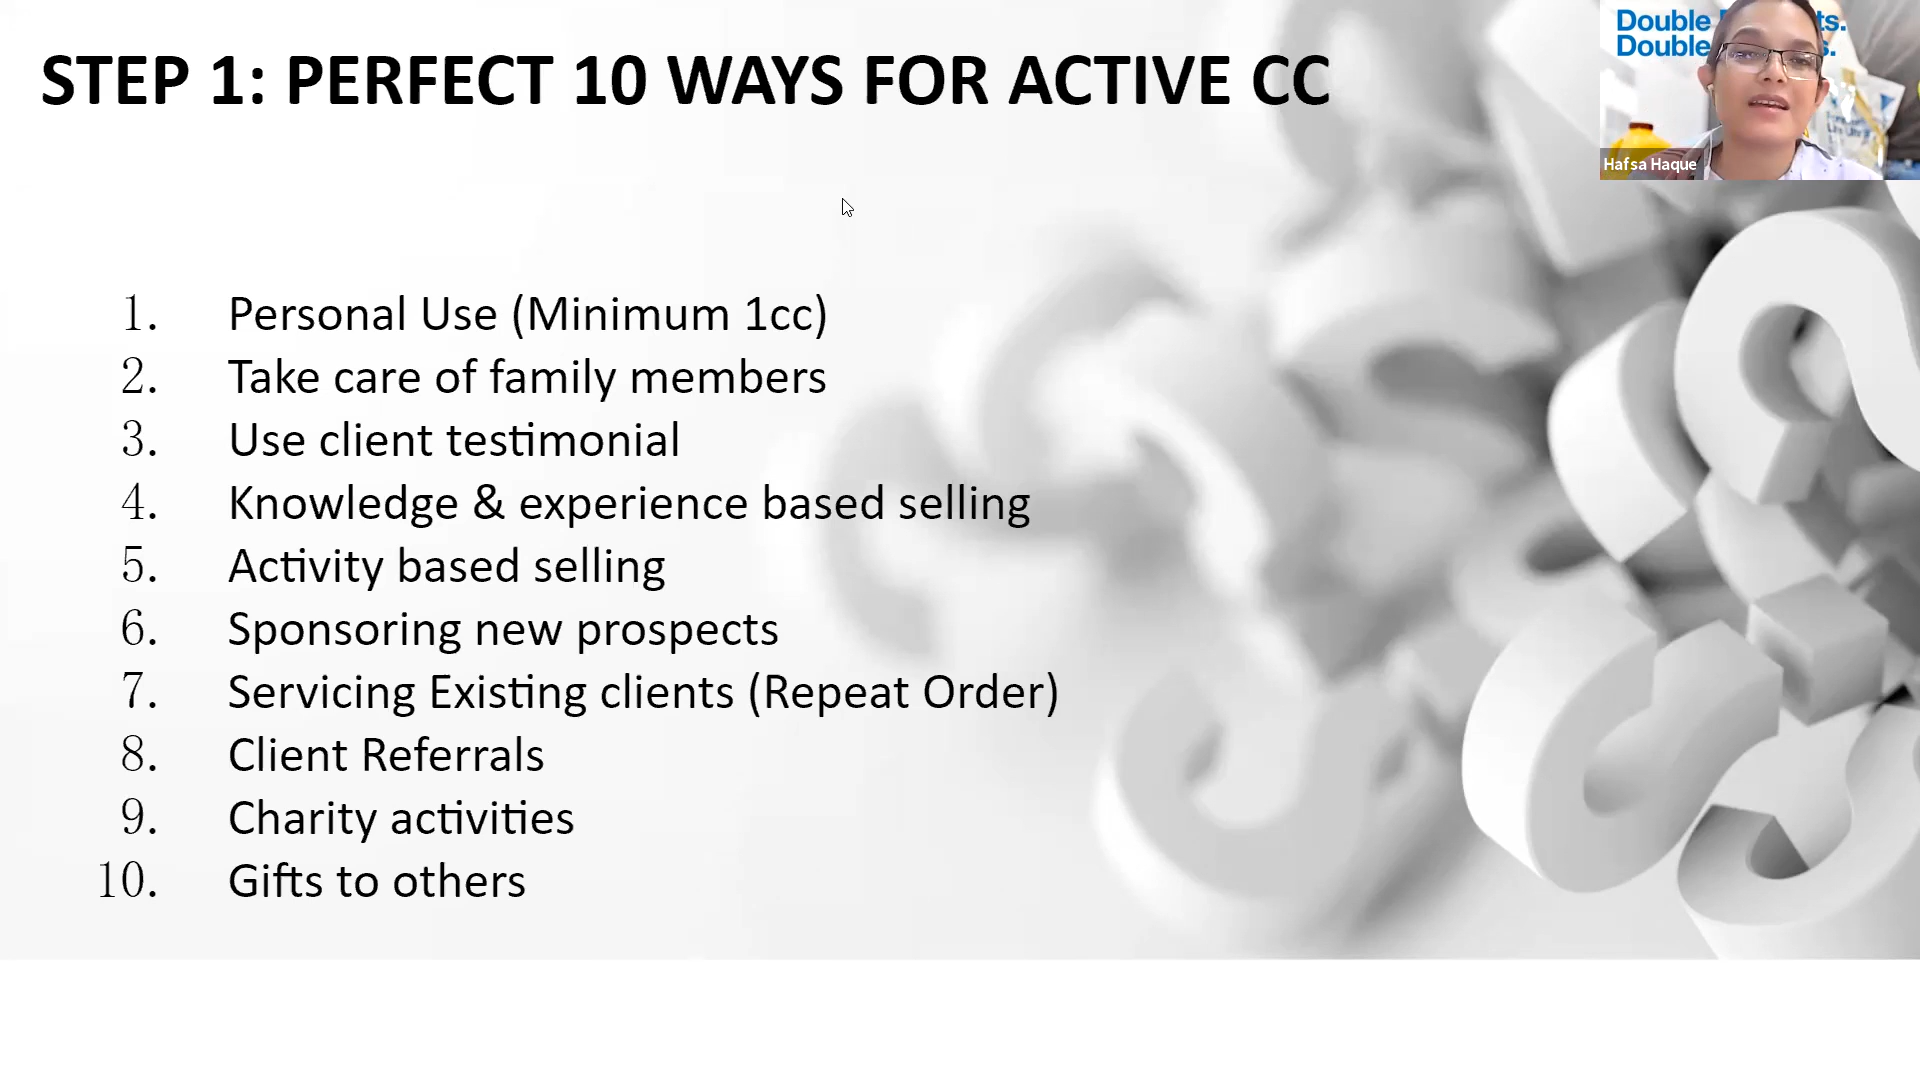 STEP 1: PERFECT 10 WAYS FOR ACTIVE CC
Double ts.
Double s.
Hafsa Haque
1. Personal Use (Minimum 1cc)
2. Take care of family members
3. Use client testimonial
4. Knowledge & experience based selling
5. Activity based selling
6. Sponsoring new prospects
7. Servicing Existing clients (Repeat Order)
8. Client Referrals
9. Charity activities
10. Gifts to others